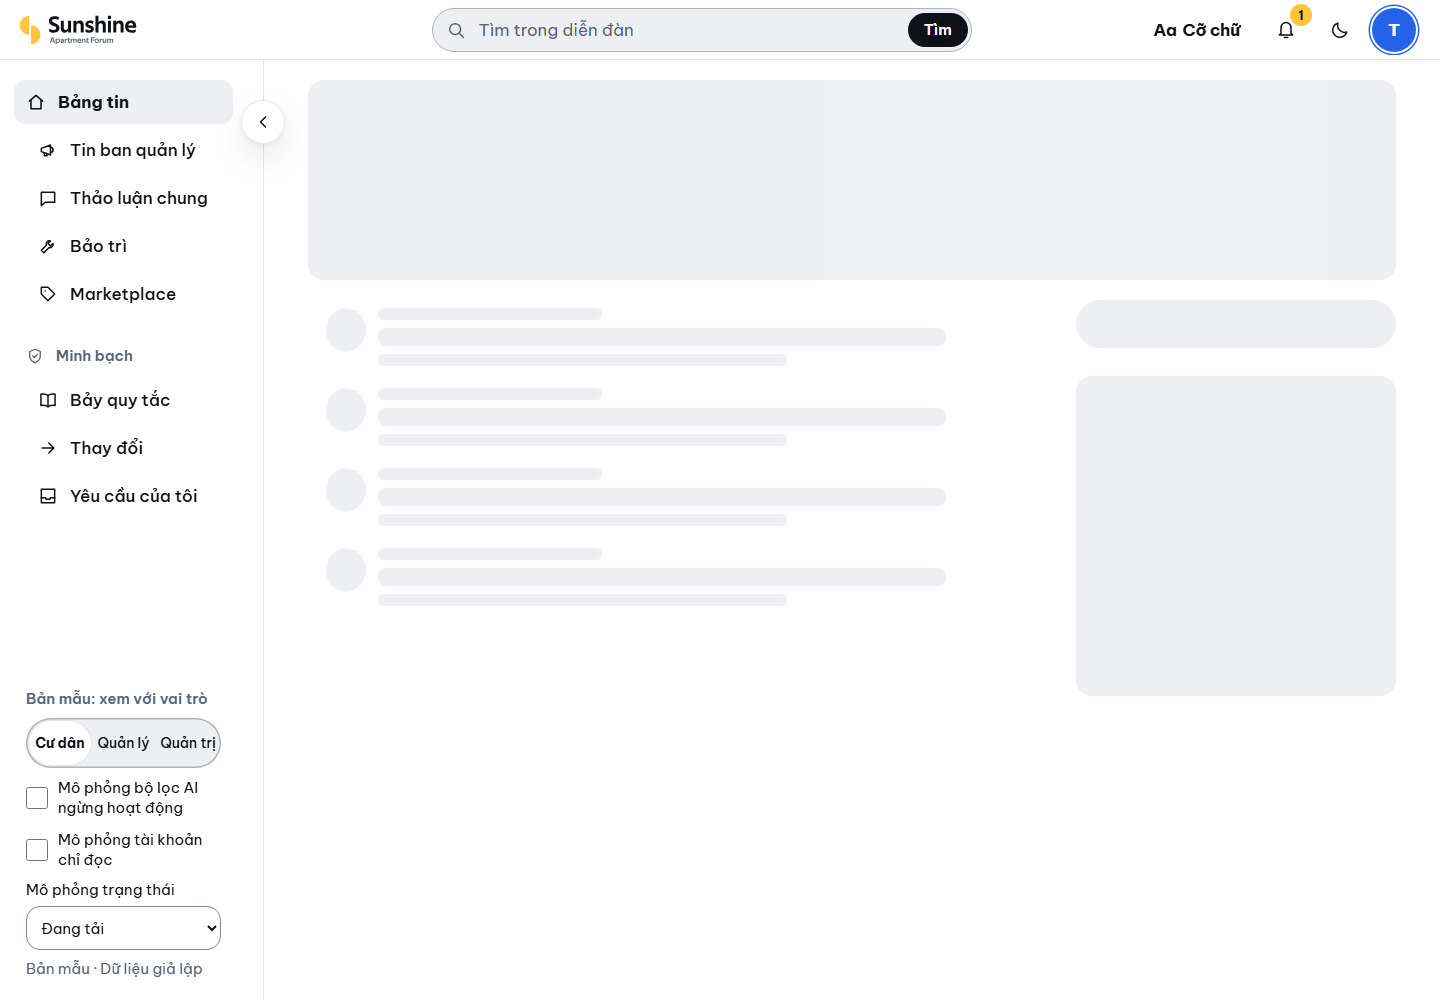 Sunshine
Apartment Forum
Tìm trong diễn đàn
Tìm
Aa Cỡ chữ
1
T
Bảng tin
Tin ban quản lý
Thảo luận chung
Bảo trì
Marketplace
Minh bạch
Bảy quy tắc
Thay đổi
Yêu cầu của tôi
Bản mẫu: xem với vai trò
Cư dân
Quản lý
Quản trị
Mô phỏng bộ lọc AI
ngừng hoạt động
Mô phỏng tài khoản
chỉ đọc
Mô phỏng trạng thái
Đang tải
Bản mẫu · Dữ liệu giả lập